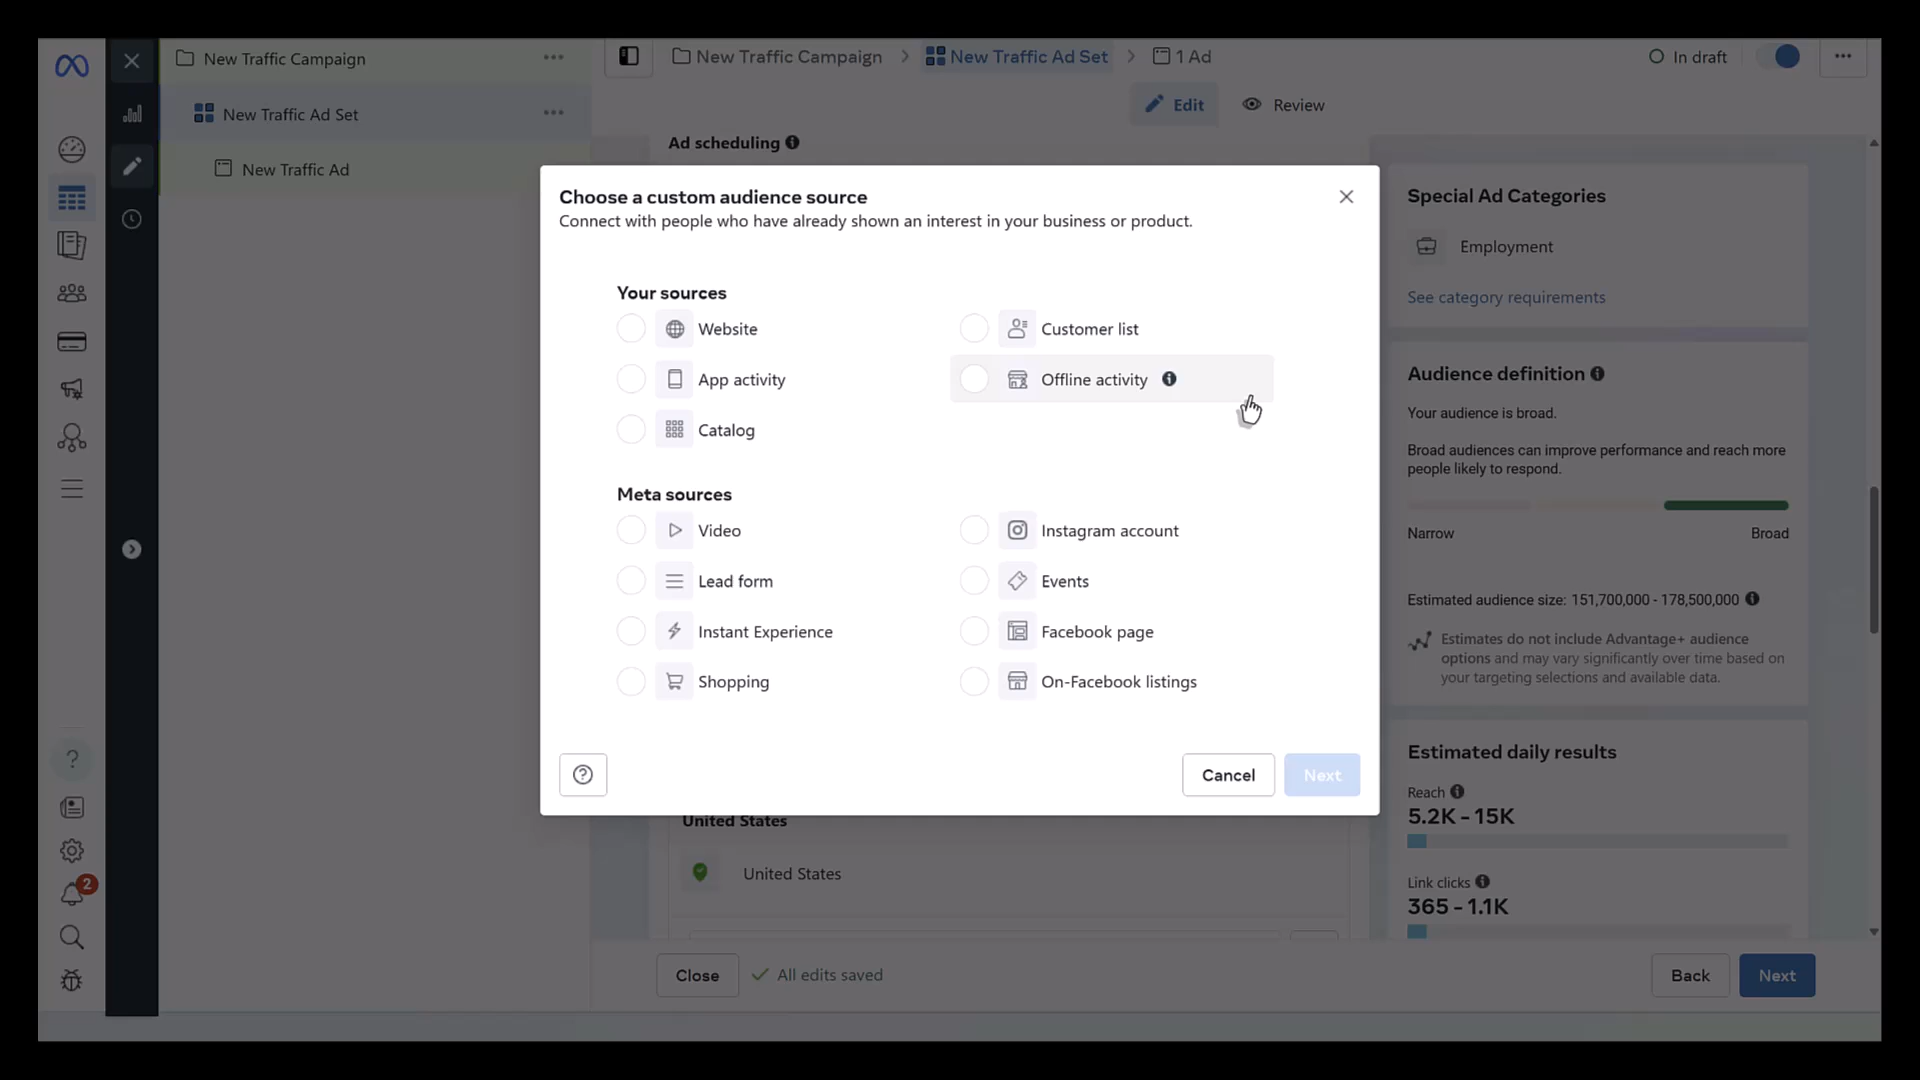 New Traffic Campaign
New Traffic Ad Set
New Traffic Ad
New Traffic Campaign
New Traffic Ad Set
1 Ad
In draft
Edit
Review
Ad scheduling
Choose a custom audience source
Connect with people who have already shown an interest in your business or product.
Your sources
Website
Customer list
App activity
Offline activity
Catalog
Meta sources
Video
Instagram account
Lead form
Events
Instant Experience
Facebook page
Shopping
On-Facebook listings
Cancel
Next
Special Ad Categories
Employment
See category requirements
Audience definition
Your audience is broad.
Broad audiences can improve performance and reach more
people likely to respond.
Narrow
Broad
Estimated audience size: 151,700,000 - 178,500,000
Estimates do not include Advantage+ audience
options and may vary significantly over time based on
your targeting selections and available data.
Estimated daily results
Reach
5.2K - 15K
Link clicks
365 - 1.1K
United States
United States
2
Close
All edits saved
Back
Next